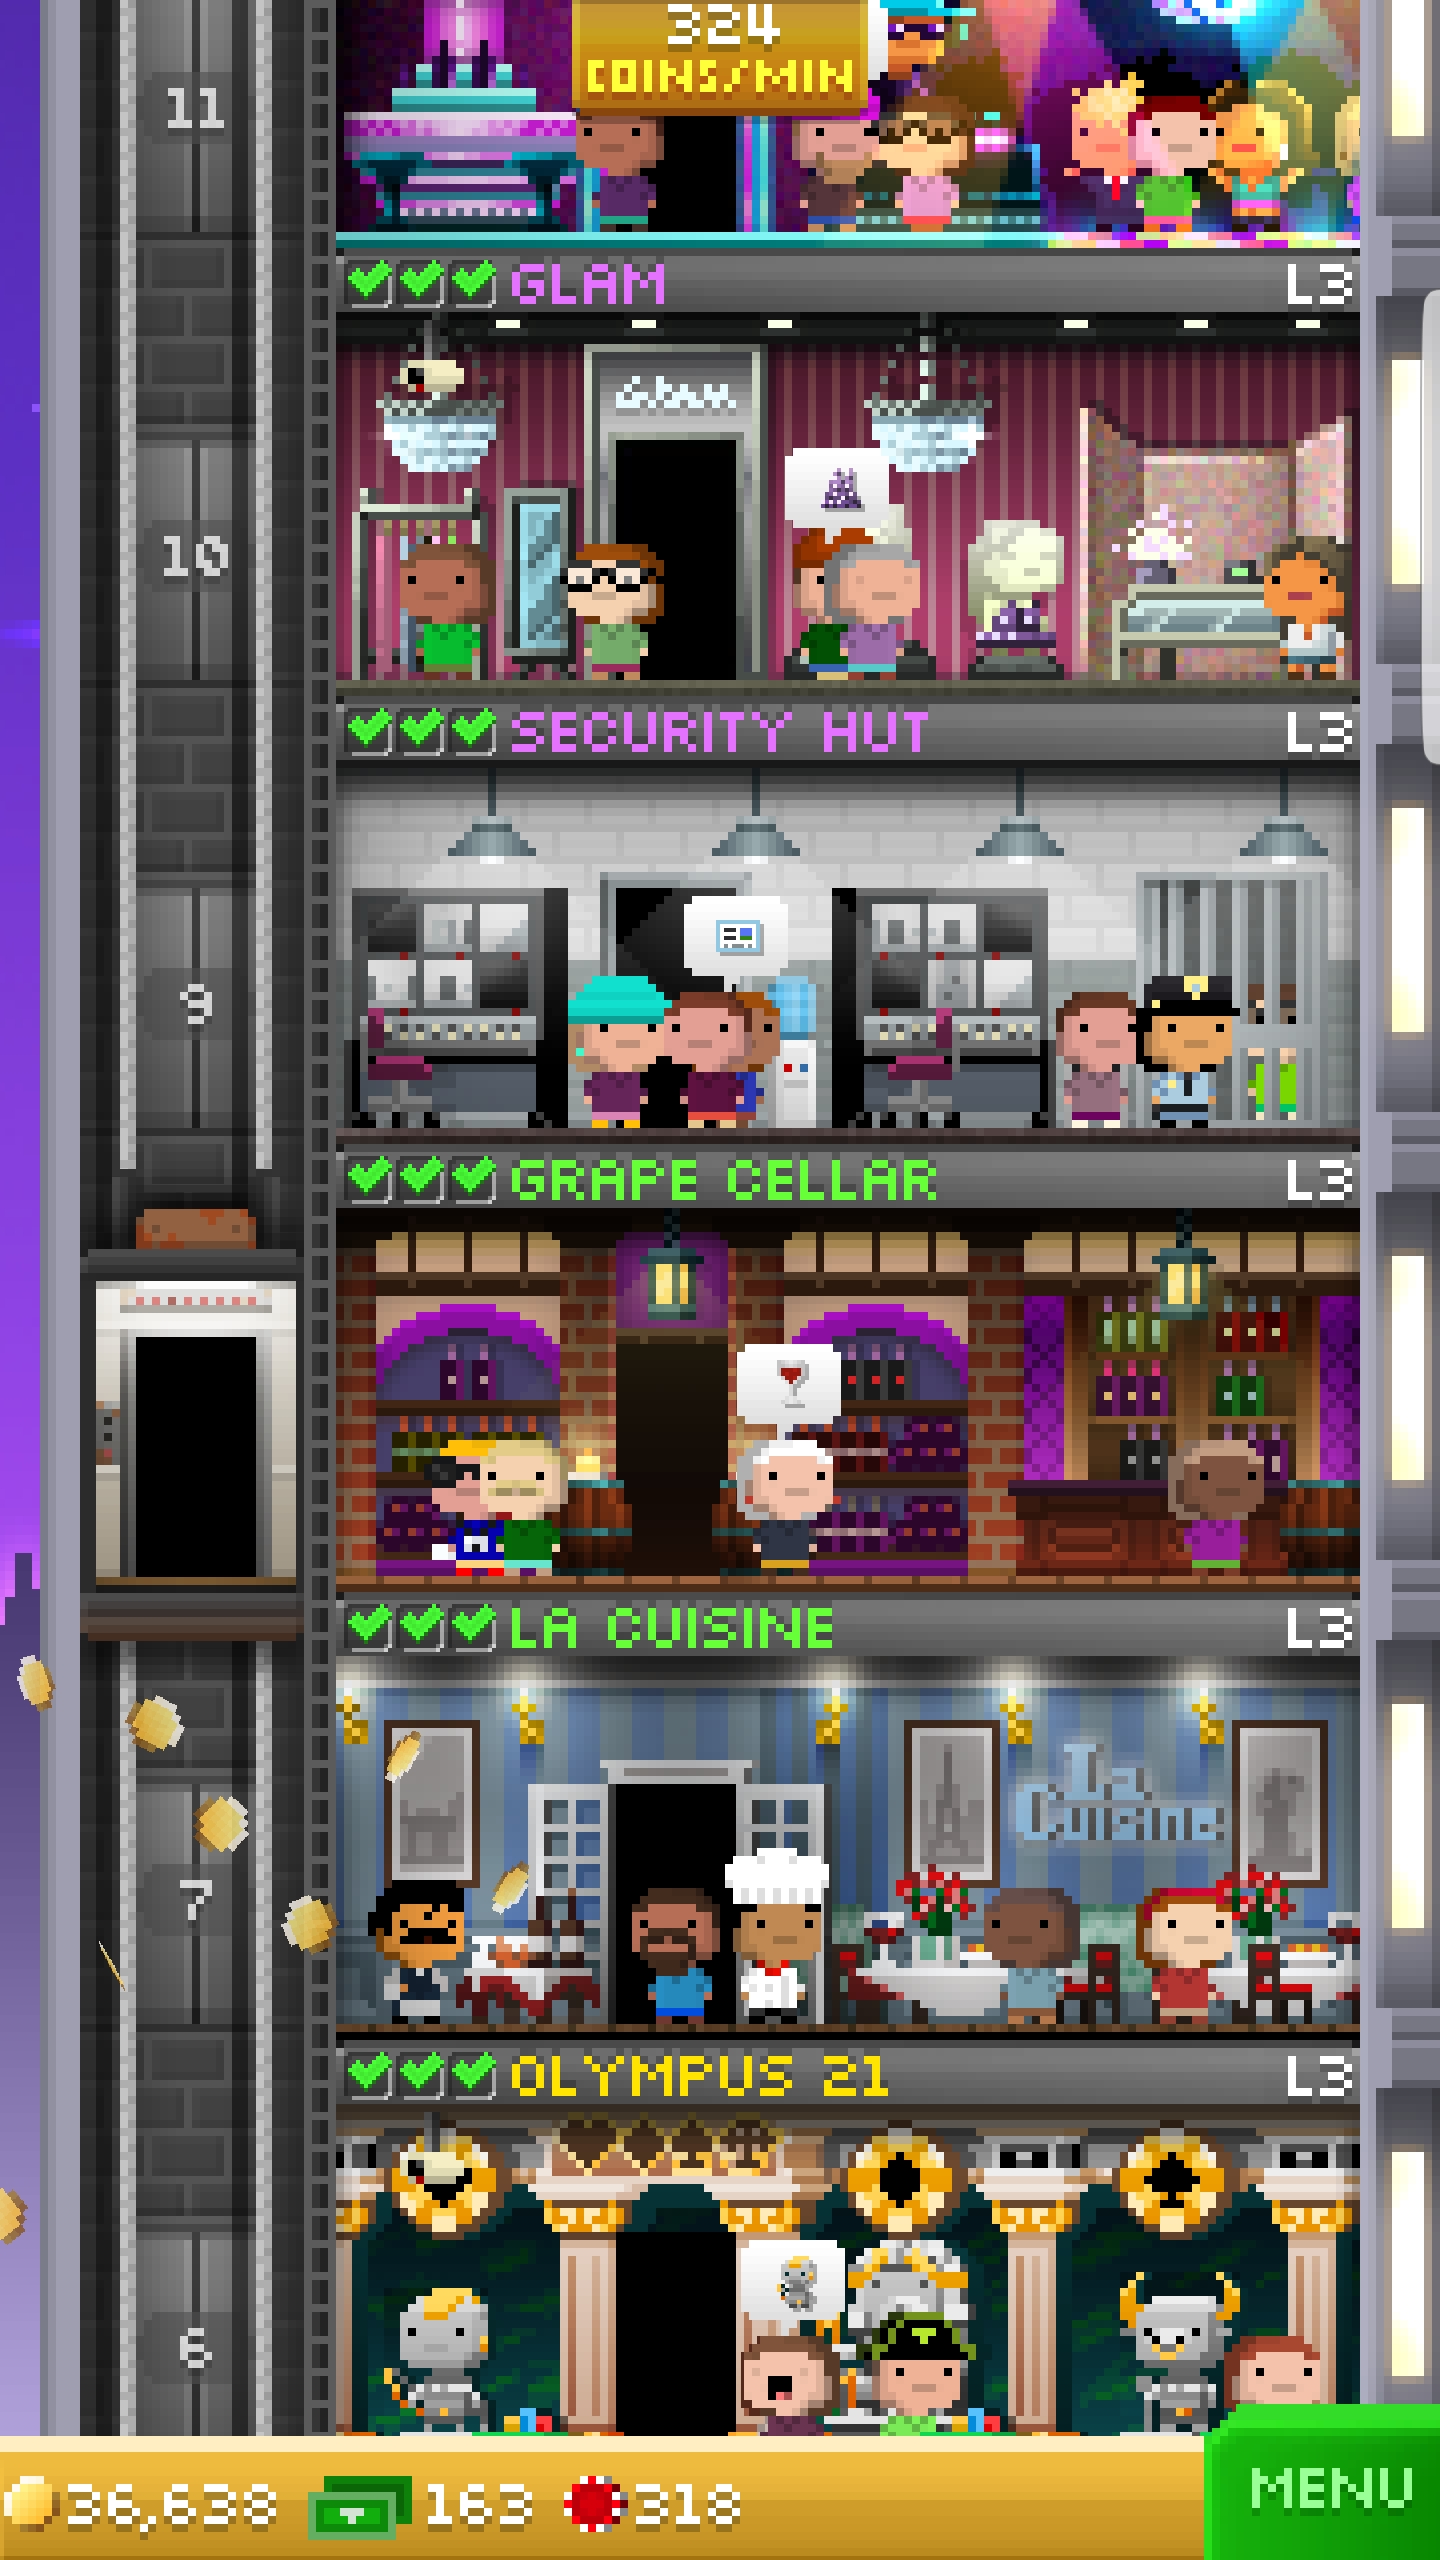 324
COINS/MIN
11
GLAM L3
Glam
10
SECURITY HUT L3
9
GRAPE CELLAR L3
LA CUISINE L3
La
Cuisine
7
OLYMPUS 21 L3
6
36,638 163 318 MENU